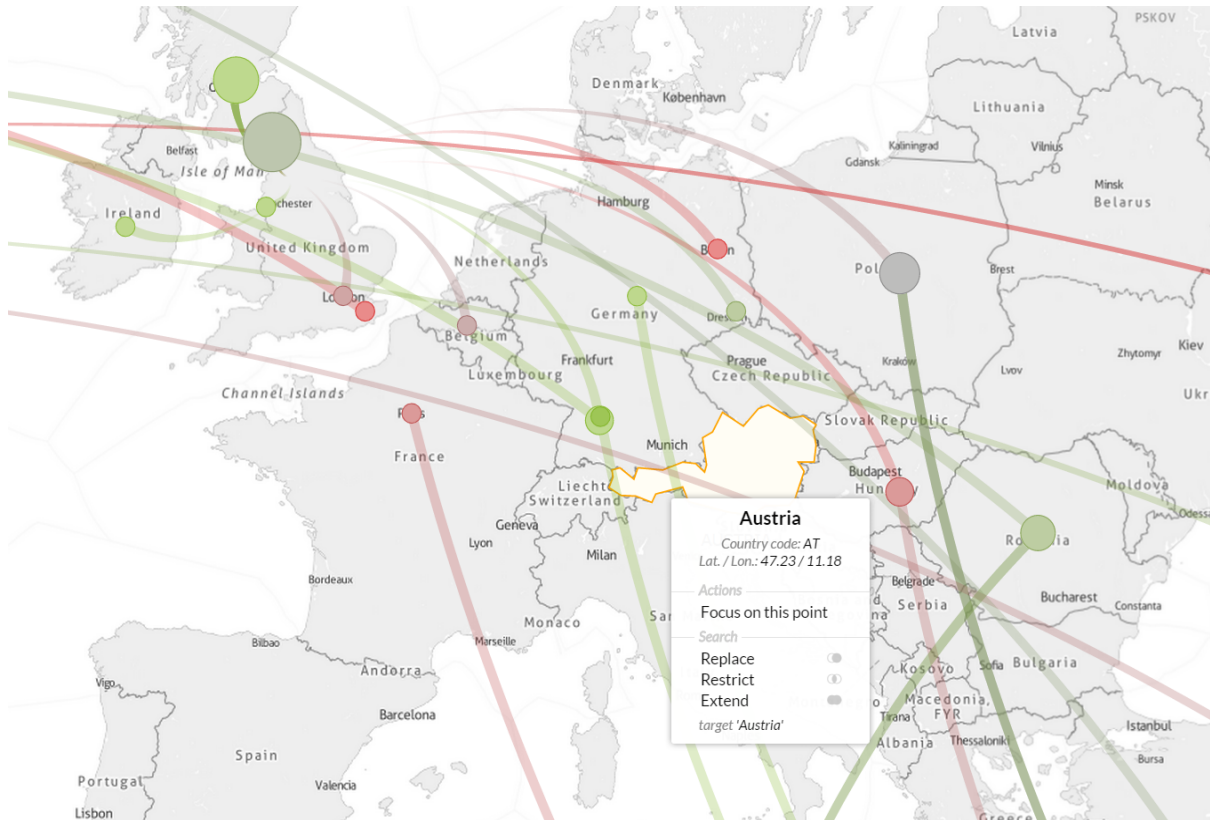 PSKOV
Latvia
Denmark
København
Lithuania
Kaliningrad
Vilnius
Belfast
Gdansk
Isle of Man
Minsk
Belarus
Hamburg
Ireland
United Kingdom
Netherlands
Brest
Germany
Belgium
Frankfurt
Prague
Kraków
Lvov
Zhytomyr
Kiev
Luxembourg
Czech Republic
Channel Islands
Slovak Republic
France
Munich
Budapest
Moldova
Switzerland
Odessa
Geneva
Lyon
Milan
Bordeaux
Belgrade
Bucharest
Constanta
Serbia
Monaco
Marseille
Bilbao
Andorra
Kosovo
Sofia
Bulgaria
Vigo
Barcelona
Macedonia,
FYR
Tirana
Istanbul
Albania
Thessaloniki
Bursa
Spain
Portugal
Valencia
Lisbon
Greece
Austria
Country code: AT
Lat. / Lon.: 47.23 / 11.18
Actions
Focus on this point
Search
Replace
Restrict
Extend
target 'Austria'